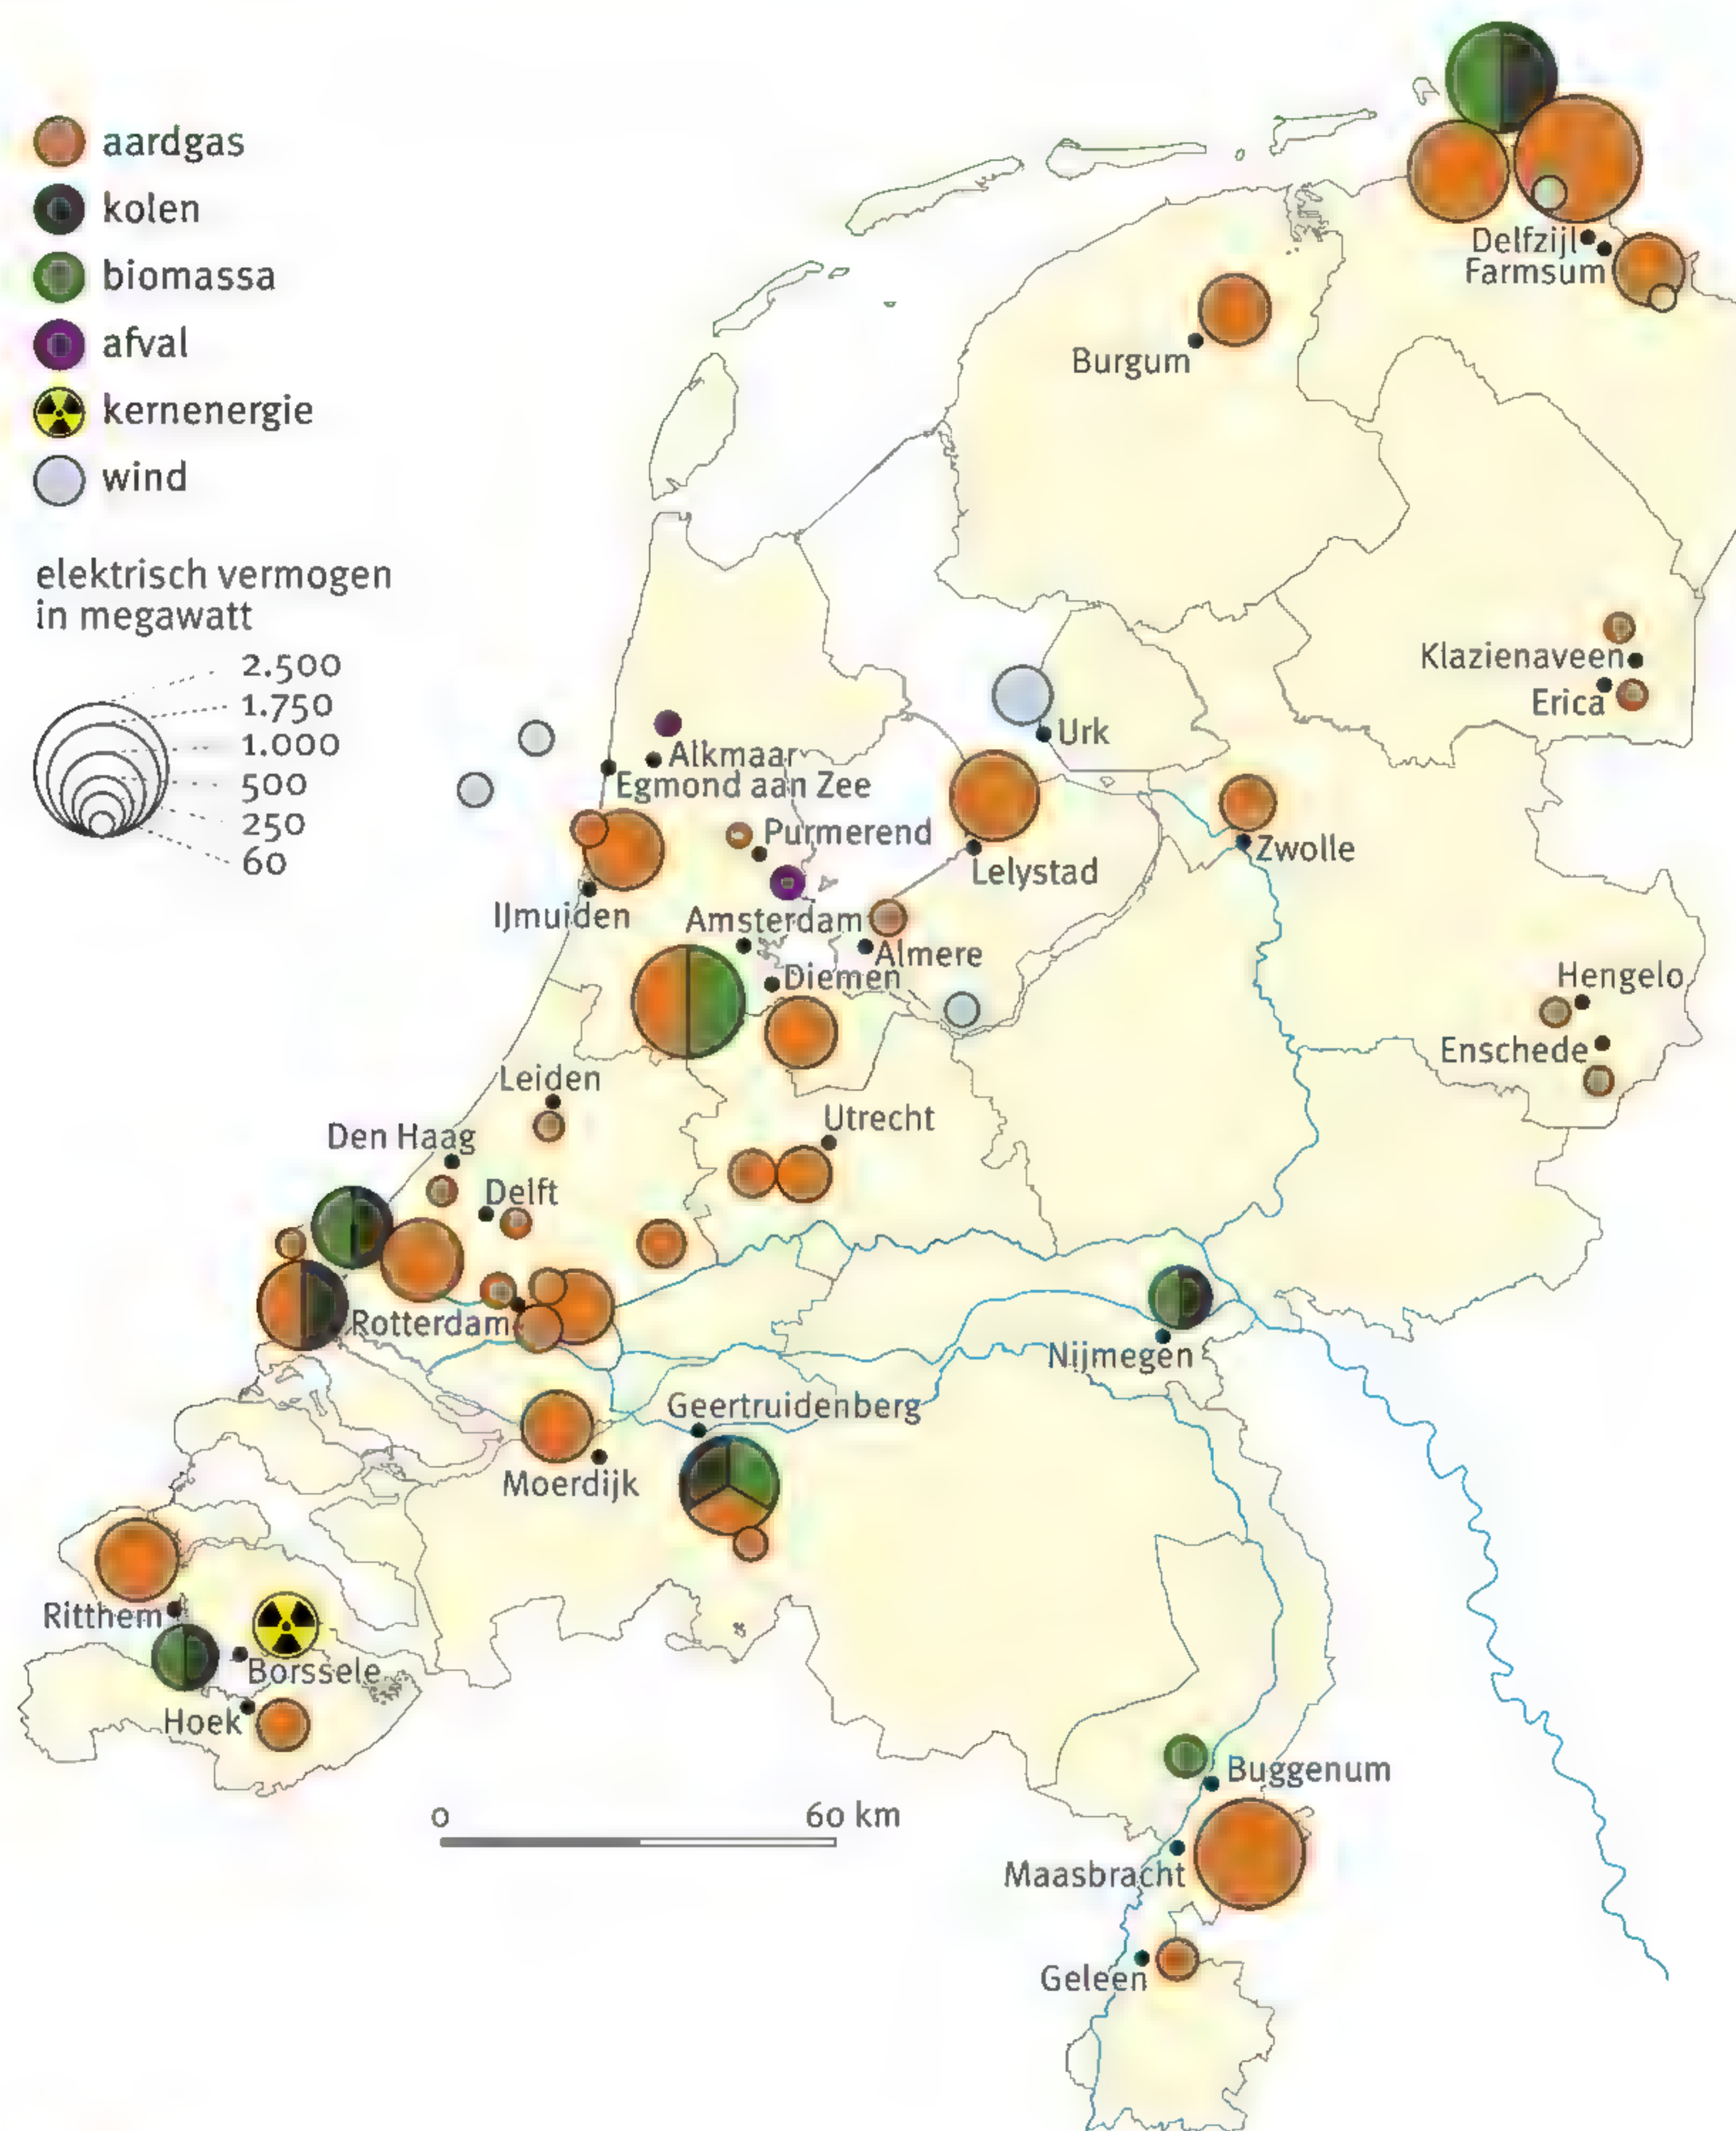 aardgas
kolen
biomassa
afval
kernenergie
wind
elektrisch vermogen
in megawatt
2.500
1.750
1.000
500
250
60
Delfzijl
Farmsum
Burgum
Klazienaveen
Erica
Urk
Alkmaar
Egmond aan Zee
Purmerend
Zwolle
Lelystad
IJmuiden
Amsterdam
Almere
Diemen
Hengelo
Enschede
Leiden
Utrecht
Den Haag
Delft
Rotterdam
Nijmegen
Geertruidenberg
Moerdijk
Ritthem
Borssele
Hoek
Buggenum
0 60 km
Maasbracht
Geleen